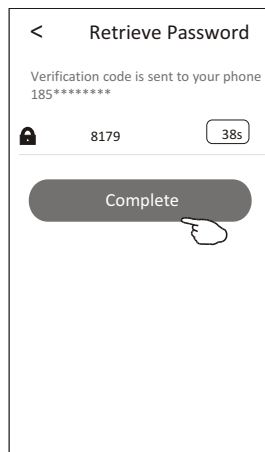 < Retrieve Password
Verification code is sent to your phone
185********
8179 38s
Complete